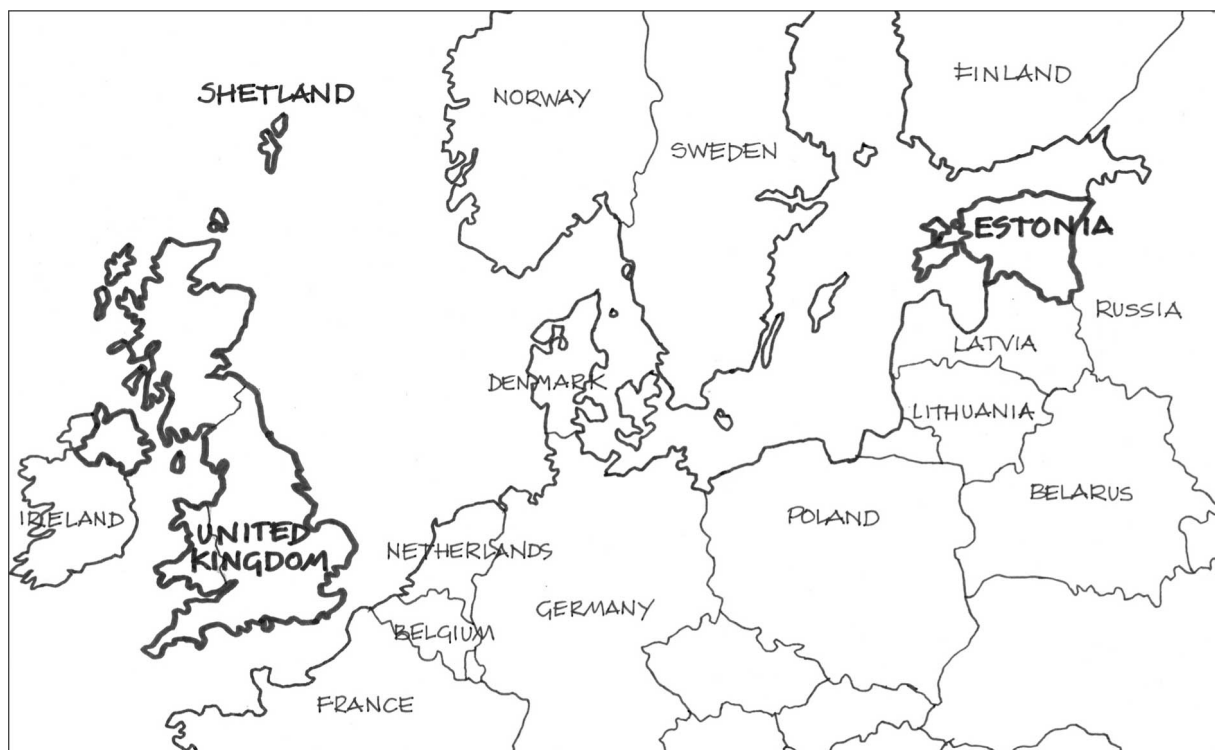 SHETLAND
NORWAY
FINLAND
SWEDEN
ESTONIA
RUSSIA
LATVIA
DENMARK
LITHUANIA
BELARUS
IRELAND
UNITED
KINGDOM
POLAND
NETHERLANDS
GERMANY
BELGIUM
FRANCE